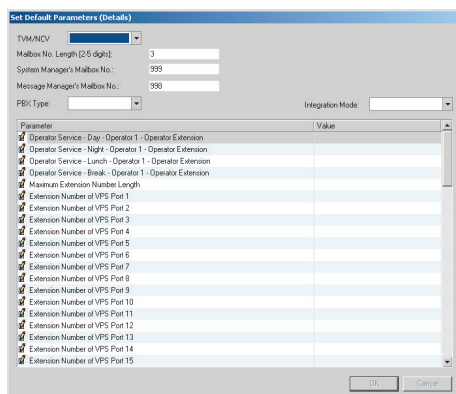 Set Default Parameters (Details)
TVM/NCV
Mailbox No. Length [2-5 digits]: 3
System Manager's Mailbox No.: 999
Message Manager's Mailbox No.: 998
PBX Type: Integration Mode:
Parameter Value
Operator Service - Day - Operator 1 - Operator Extension
Operator Service - Night - Operator 1 - Operator Extension
Operator Service - Lunch - Operator 1 - Operator Extension
Operator Service - Break - Operator 1 - Operator Extension
Maximum Extension Number Length
Extension Number of VPS Port 1
Extension Number of VPS Port 2
Extension Number of VPS Port 3
Extension Number of VPS Port 4
Extension Number of VPS Port 5
Extension Number of VPS Port 6
Extension Number of VPS Port 7
Extension Number of VPS Port 8
Extension Number of VPS Port 9
Extension Number of VPS Port 10
Extension Number of VPS Port 11
Extension Number of VPS Port 12
Extension Number of VPS Port 13
Extension Number of VPS Port 14
Extension Number of VPS Port 15
OK Cancel